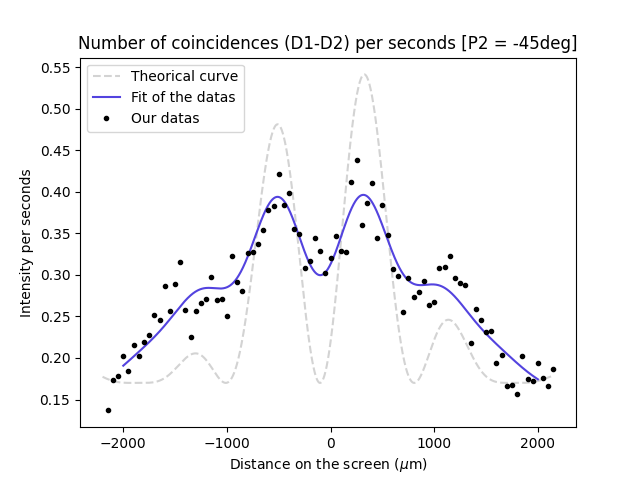 Number of coincidences (D1-D2) per seconds [P2 = -45deg]
Theorical curve
Fit of the datas
Our datas
Intensity per seconds
0.55
0.50
0.45
0.40
0.35
0.30
0.25
0.20
0.15
−2000 −1000 0 1000 2000
Distance on the screen (μm)